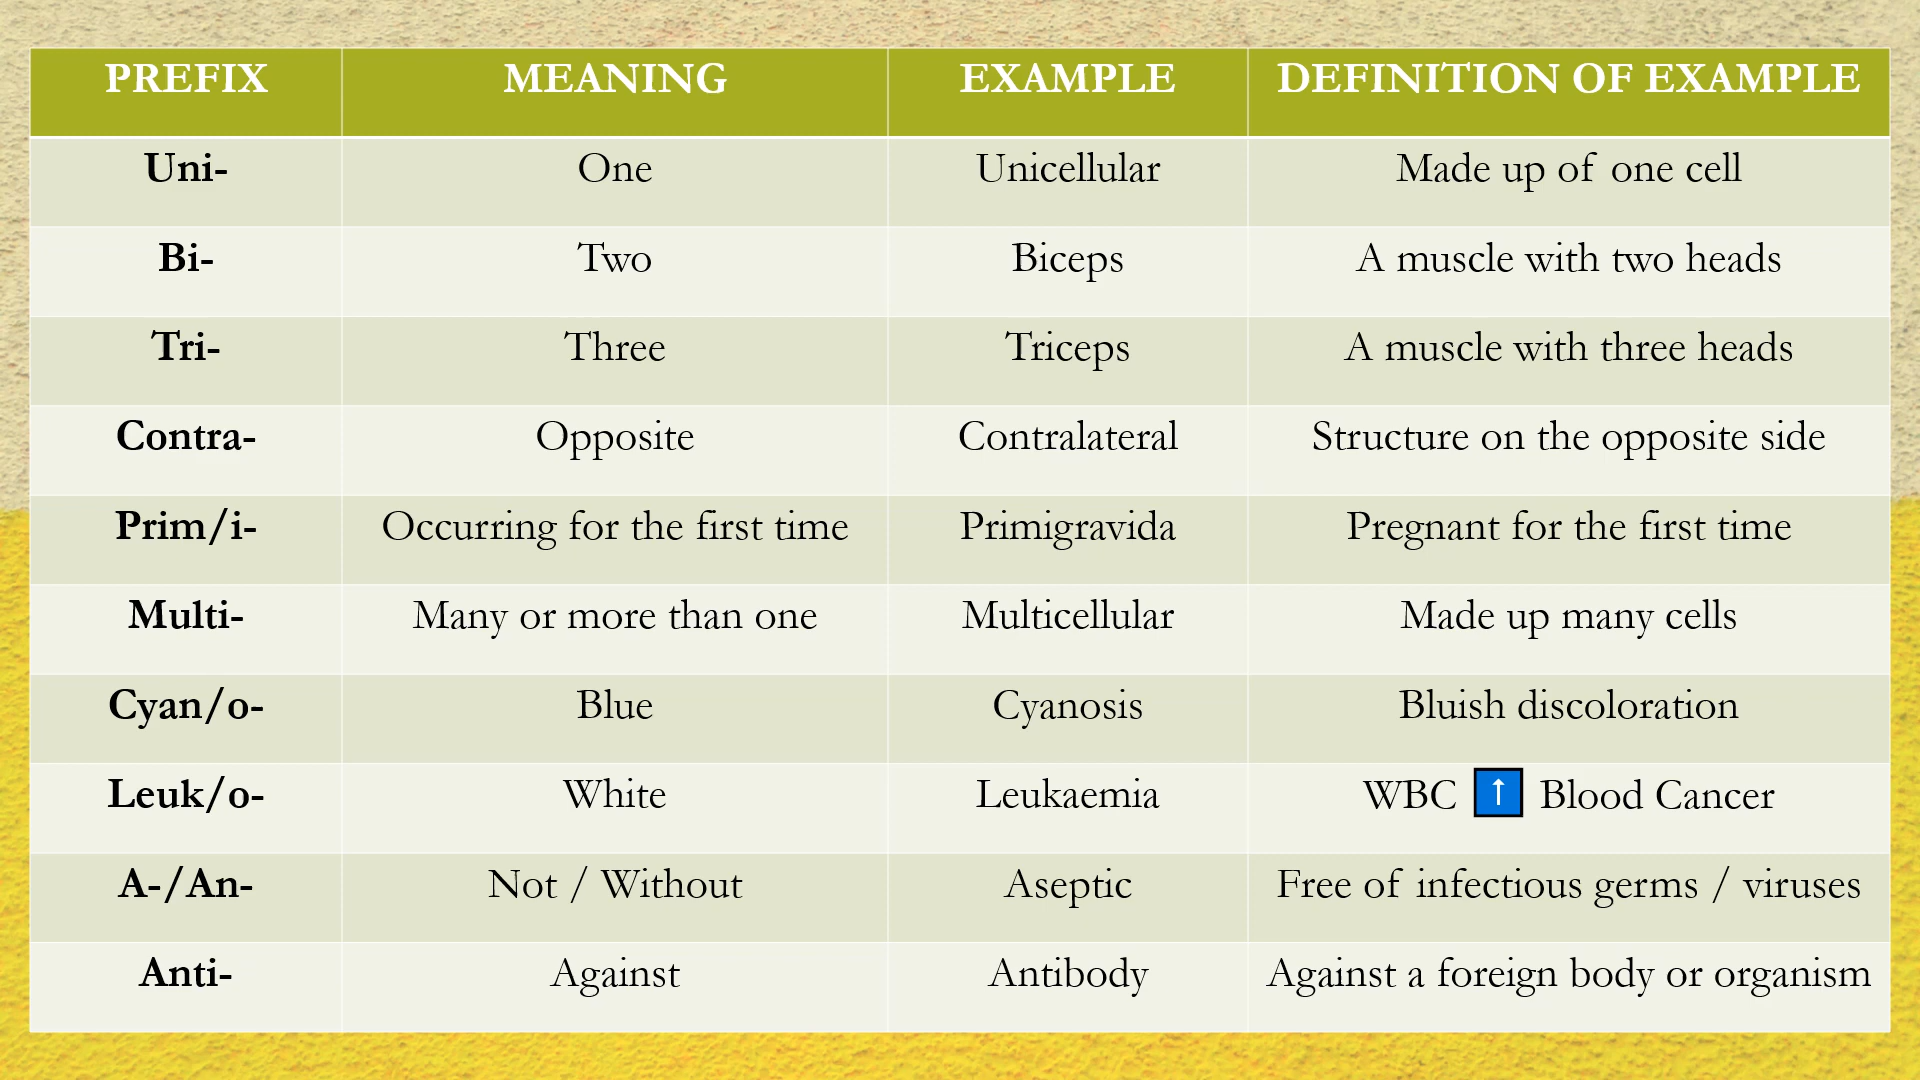 PREFIX MEANING EXAMPLE DEFINITION OF EXAMPLE
Uni- One Unicellular Made up of one cell
Bi- Two Biceps A muscle with two heads
Tri- Three Triceps A muscle with three heads
Contra- Opposite Contralateral Structure on the opposite side
Prim/i- Occurring for the first time Primigravida Pregnant for the first time
Multi- Many or more than one Multicellular Made up many cells
Cyan/o- Blue Cyanosis Bluish discoloration
Leuk/o- White Leukaemia WBC ↑ Blood Cancer
A-/An- Not / Without Aseptic Free of infectious germs / viruses
Anti- Against Antibody Against a foreign body or organism